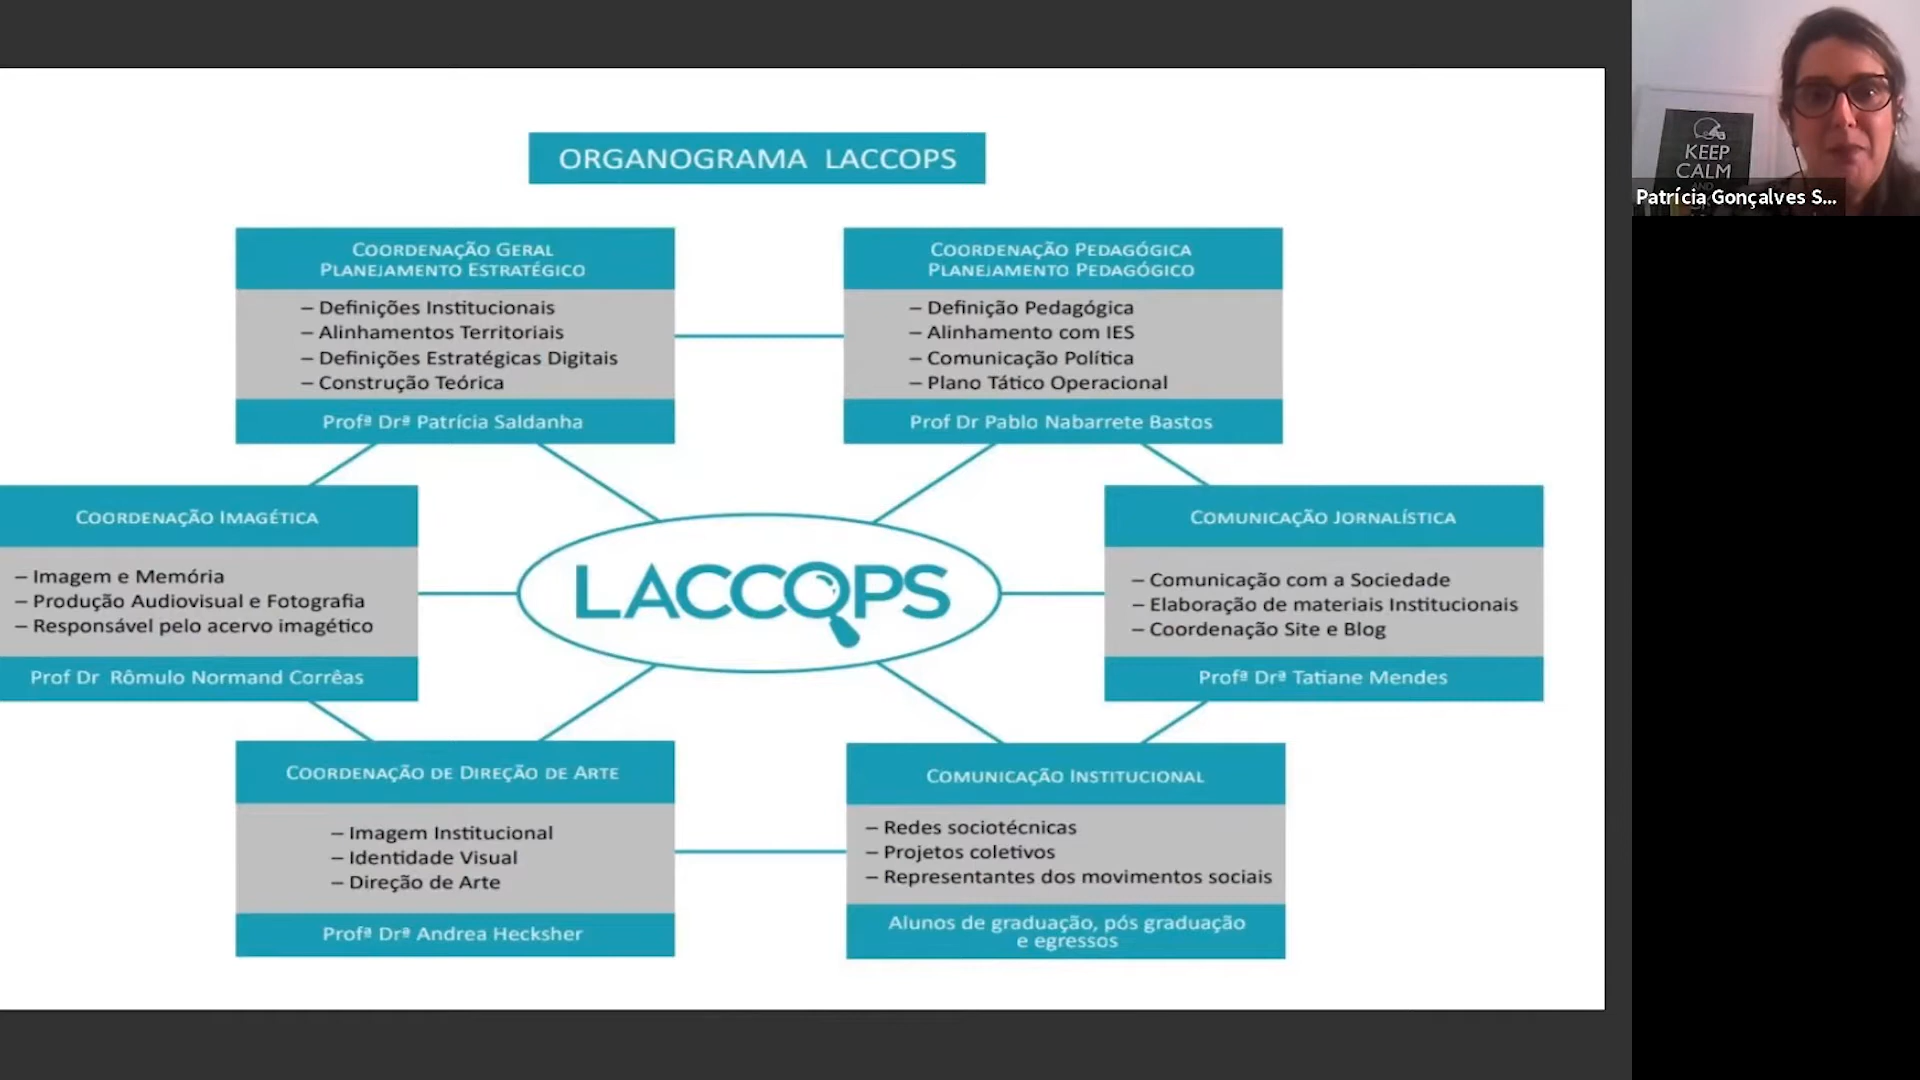 ORGANOGRAMA LACCOPS
COORDENAÇÃO GERAL
PLANEJAMENTO ESTRATÉGICO
– Definições Institucionais
– Alinhamentos Territoriais
– Definições Estratégicas Digitais
– Construção Teórica
Profª Drª Patrícia Saldanha
COORDENAÇÃO PEDAGÓGICA
PLANEJAMENTO PEDAGÓGICO
– Definição Pedagógica
– Alinhamento com IES
– Comunicação Política
– Plano Tático Operacional
Prof Dr Pablo Nabarrete Bastos
COORDENAÇÃO IMAGÉTICA
– Imagem e Memória
– Produção Audiovisual e Fotografia
– Responsável pelo acervo imagético
Prof Dr Rômulo Normand Corrêas
LACCOPS
COMUNICAÇÃO JORNALÍSTICA
– Comunicação com a Sociedade
– Elaboração de materiais Institucionais
– Coordenação Site e Blog
Profª Drª Tatiane Mendes
COORDENAÇÃO DE DIREÇÃO DE ARTE
– Imagem Institucional
– Identidade Visual
– Direção de Arte
Profª Drª Andrea Hecksher
COMUNICAÇÃO INSTITUCIONAL
– Redes sociotécnicas
– Projetos coletivos
– Representantes dos movimentos sociais
Alunos de graduação, pós graduação
e egressos
KEEP
CALM
Patrícia Gonçalves S...